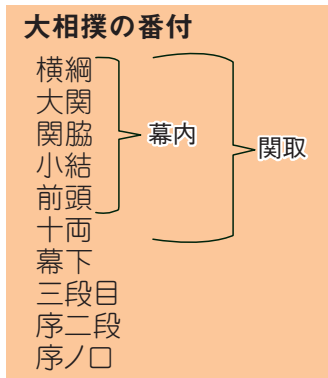 大相撲の番付
横綱
大関
関脇
小結
前頭
十両
幕下
三段目
序二段
序ノ口
幕内
関取